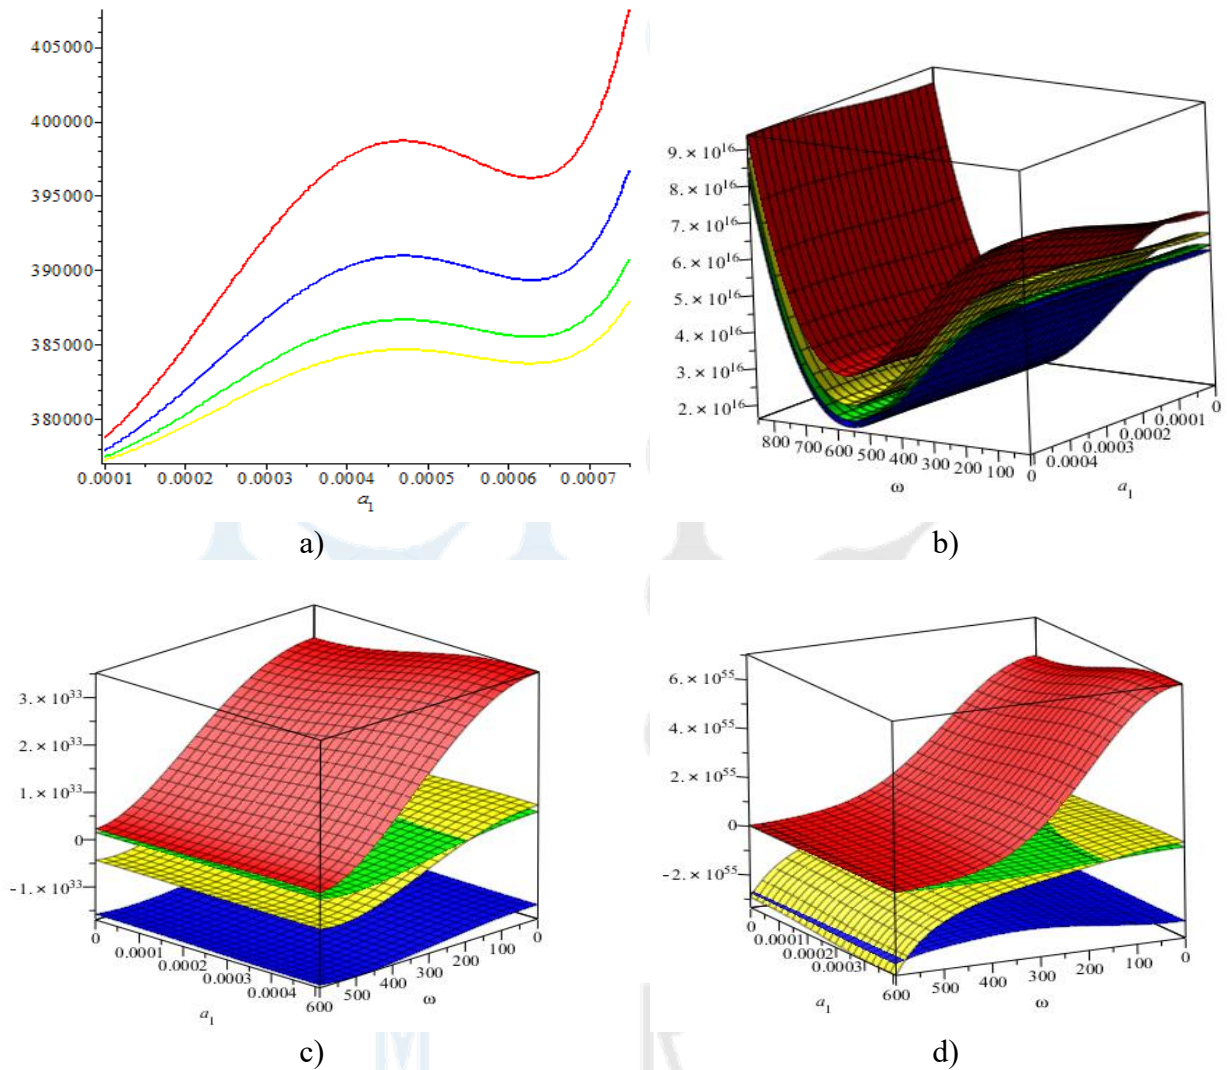 405000
400000
395000
390000
385000
380000
0.0001 0.0002 0.0003 0.0004 0.0005 0.0006 0.0007
a₁
a)
9. × 10¹⁶
8. × 10¹⁶
7. × 10¹⁶
6. × 10¹⁶
5. × 10¹⁶
4. × 10¹⁶
3. × 10¹⁶
2. × 10¹⁶
800 700 600 500 400 300 200 100 0
ω
0.0004 0.0003 0.0002 0.0001 0
a₁
b)
3. × 10³³
2. × 10³³
1. × 10³³
0
-1. × 10³³
0 0.0001 0.0002 0.0003 0.0004
a₁
600 500 400 300 200 100 0
ω
c)
6. × 10⁵⁵
4. × 10⁵⁵
2. × 10⁵⁵
0
-2. × 10⁵⁵
0 0.0001 0.0002 0.0003
a₁
600 500 400 300 200 100 0
ω
d)